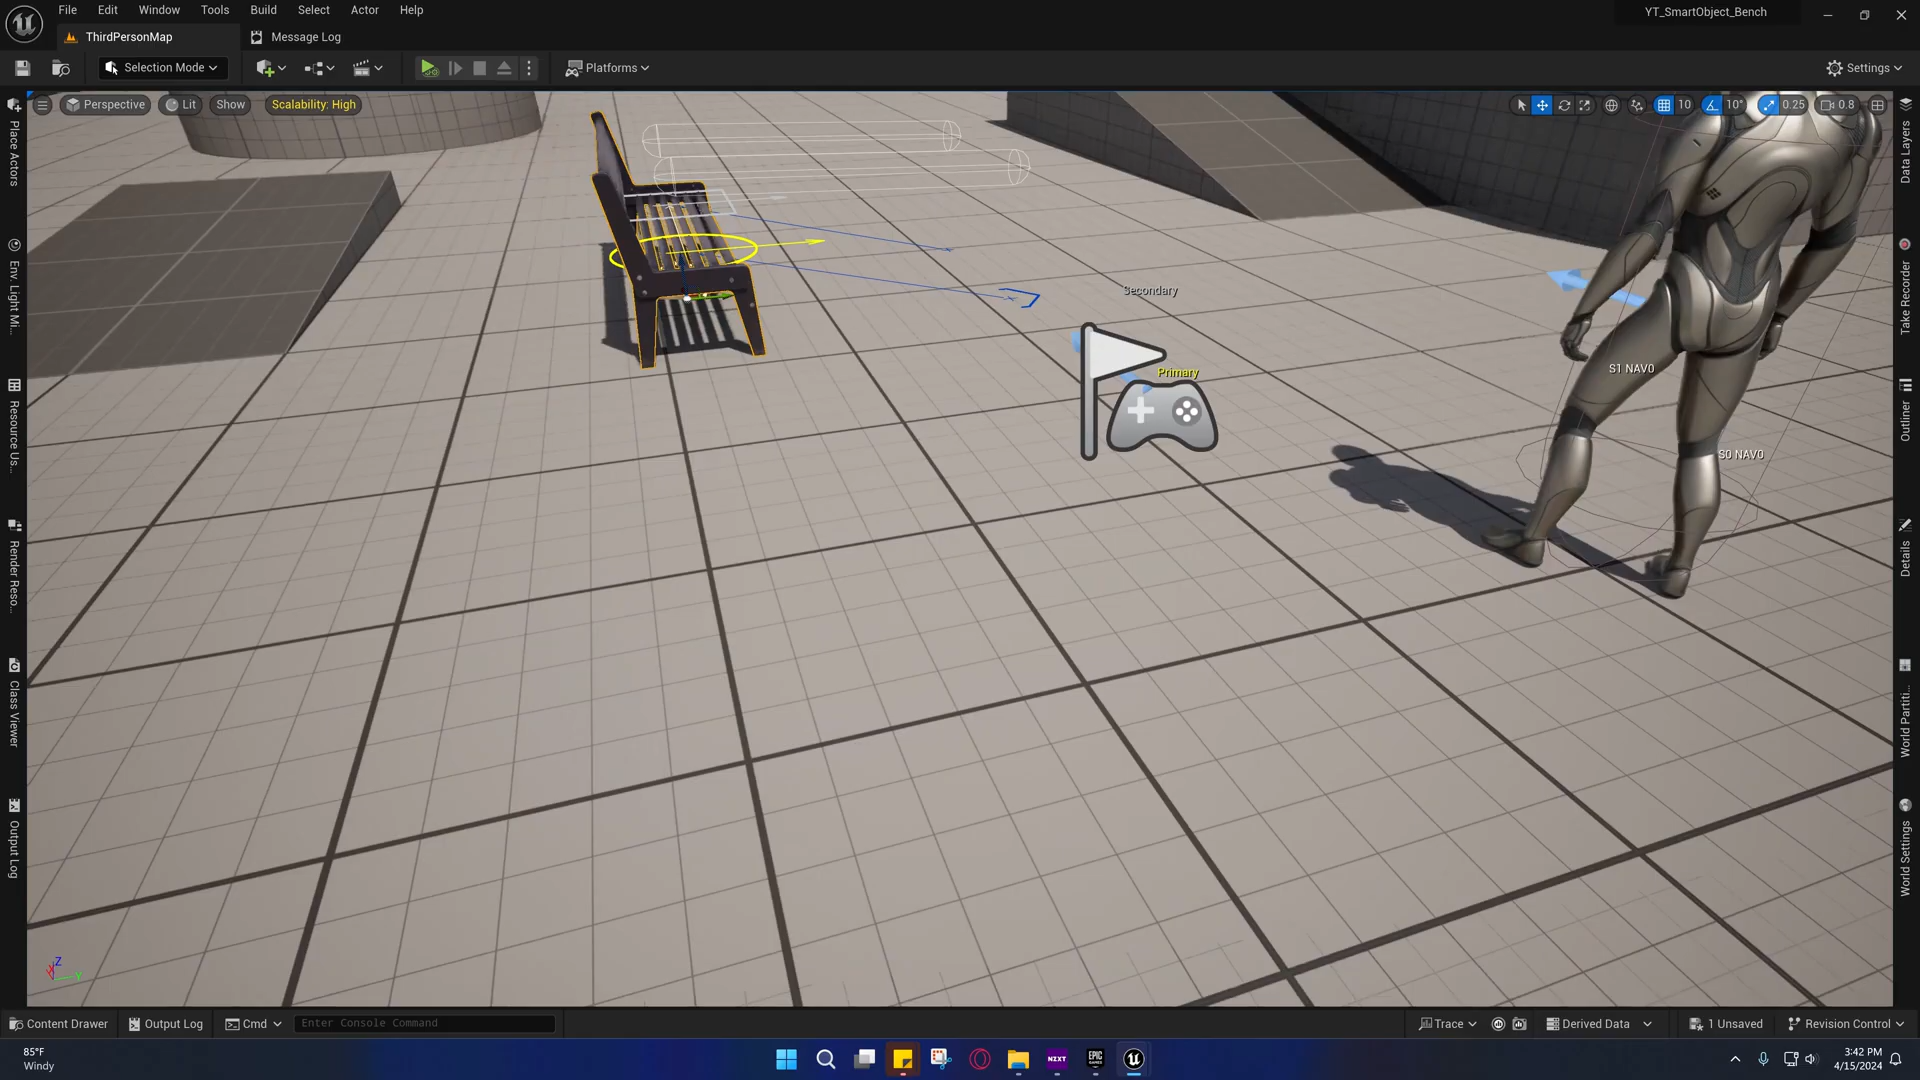 File Edit Window Tools Build Select Actor Help
YT_SmartObject_Bench
ThirdPersonMap
Message Log
Selection Mode
Platforms
Settings
Perspective Lit Show Scalability: High
10 10° 0.25 0.8
Place Actors
Env. Light Mi...
Resource Us...
Render Reso...
Class Viewer
Output Log
Secondary
Primary
S1 NAV0
S0 NAV0
Data Layers
Take Recorder
Outliner
Details
World Partiti...
World Settings
Z
X
Y
Content Drawer Output Log Cmd Enter Console Command
Trace Derived Data 1 Unsaved Revision Control
85°F
Windy
NZXT
EPIC
GAMES
3:42 PM
4/15/2024